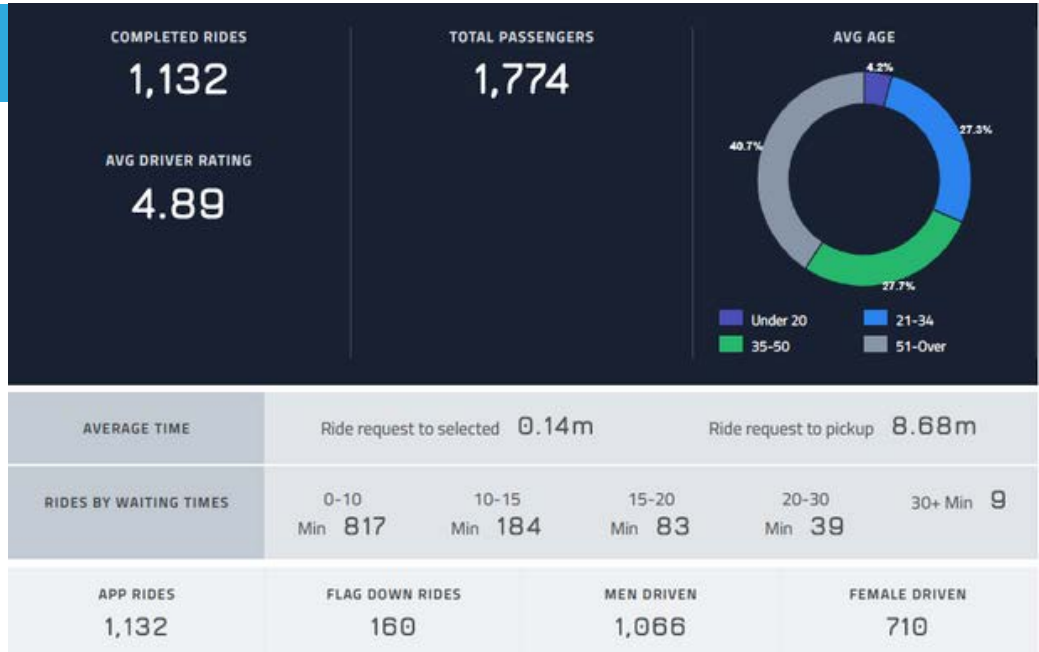 COMPLETED RIDES
1,132
AVG DRIVER RATING
4.89
TOTAL PASSENGERS
1,774
AVG AGE
4.2%
27.3%
40.7%
27.7%
Under 20
21-34
35-50
51-Over
AVERAGE TIME
Ride request to selected 0.14m
Ride request to pickup 8.68m
RIDES BY WAITING TIMES
0-10
Min 817
10-15
Min 184
15-20
Min 83
20-30
Min 39
30+ Min 9
APP RIDES
1,132
FLAG DOWN RIDES
160
MEN DRIVEN
1,066
FEMALE DRIVEN
710